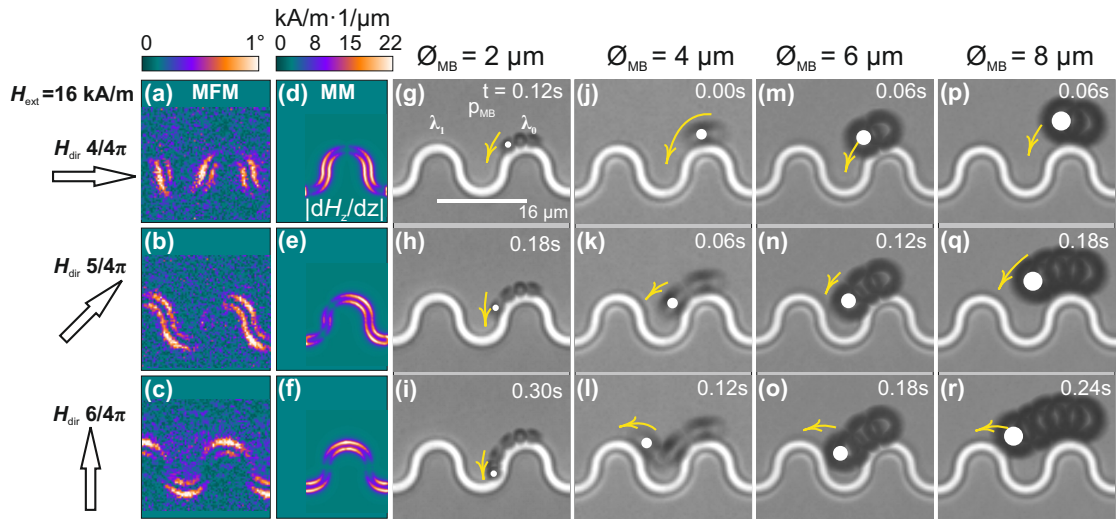 kA/m·1/µm
0 1° 0 8 15 22
Ø_MB = 2 µm Ø_MB = 4 µm Ø_MB = 6 µm Ø_MB = 8 µm
H_ext =16 kA/m
(a) MFM (d) MM (g) t = 0.12s (j) 0.00s (m) 0.06s (p) 0.06s
p_MB
λ₁ λ₀
H_dir 4/4π
|dH_z/dz|
16 µm
(b) (e) (h) 0.18s (k) 0.06s (n) 0.12s (q) 0.18s
H_dir 5/4π
(c) (f) (i) 0.30s (l) 0.12s (o) 0.18s (r) 0.24s
H_dir 6/4π